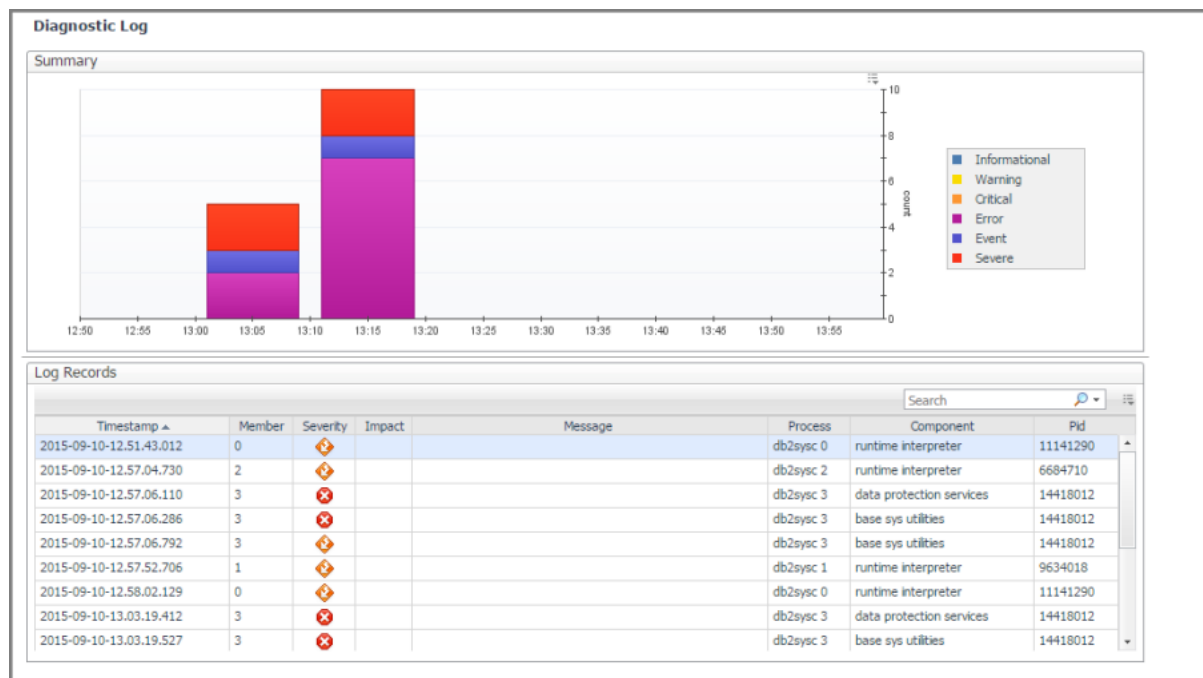 Diagnostic Log
Summary
10
8
6
4
2
0
count
12:50 12:55 13:00 13:05 13:10 13:15 13:20 13:25 13:30 13:35 13:40 13:45 13:50 13:55
Informational
Warning
Critical
Error
Event
Severe
Log Records
Search
Timestamp Member Severity Impact Message Process Component Pid
2015-09-10-12.51.43.012 0 db2sysc 0 runtime interpreter 11141290
2015-09-10-12.57.04.730 2 db2sysc 2 runtime interpreter 6684710
2015-09-10-12.57.06.110 3 db2sysc 3 data protection services 14418012
2015-09-10-12.57.06.286 3 db2sysc 3 base sys utilities 14418012
2015-09-10-12.57.06.792 3 db2sysc 3 base sys utilities 14418012
2015-09-10-12.57.52.706 1 db2sysc 1 runtime interpreter 9634018
2015-09-10-12.58.02.129 0 db2sysc 0 runtime interpreter 11141290
2015-09-10-13.03.19.412 3 db2sysc 3 data protection services 14418012
2015-09-10-13.03.19.527 3 db2sysc 3 base sys utilities 14418012